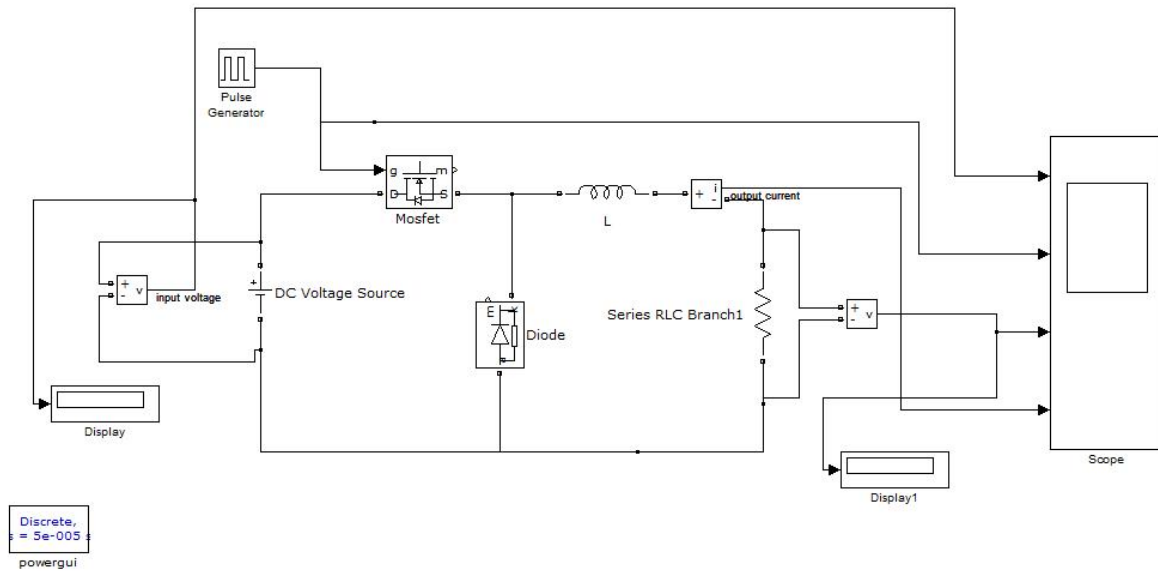 Pulse
Generator
g
m
D
S
Mosfet
+
i
-
output current
L
+
-
v
input voltage
+
DC Voltage Source
Series RLC Branch1
+
-
v
Diode
Display
Scope
Display1
Discrete,
s = 5e-005 s
powergui